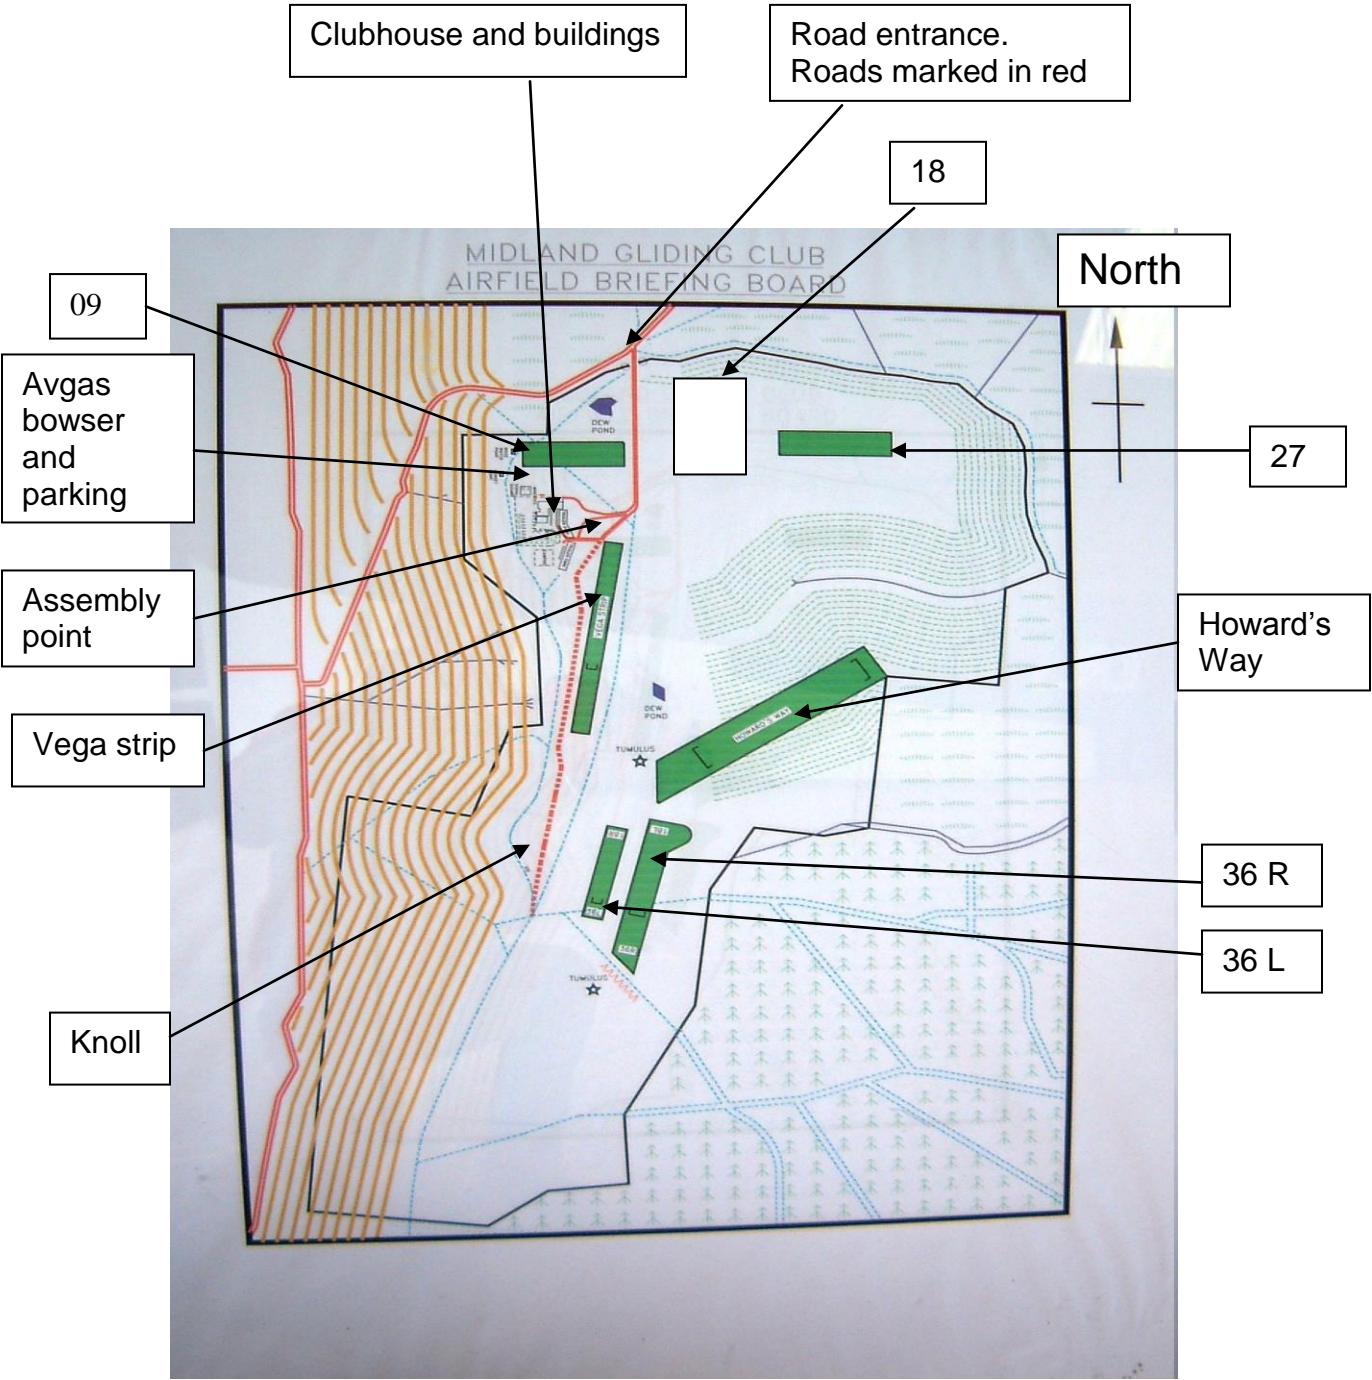 Clubhouse and buildings
Road entrance.
Roads marked in red
18
North
MIDLAND GLIDING CLUB
AIRFIELD BRIEFING BOARD
09
Avgas
bowser
and
parking
DEW
POND
27
Assembly
point
VEGA STRIP
Howard's
Way
Vega strip
DEW
POND
HOWARD'S WAY
TUMULUS
36 R
36L
36R
36 L
TUMULUS
Knoll